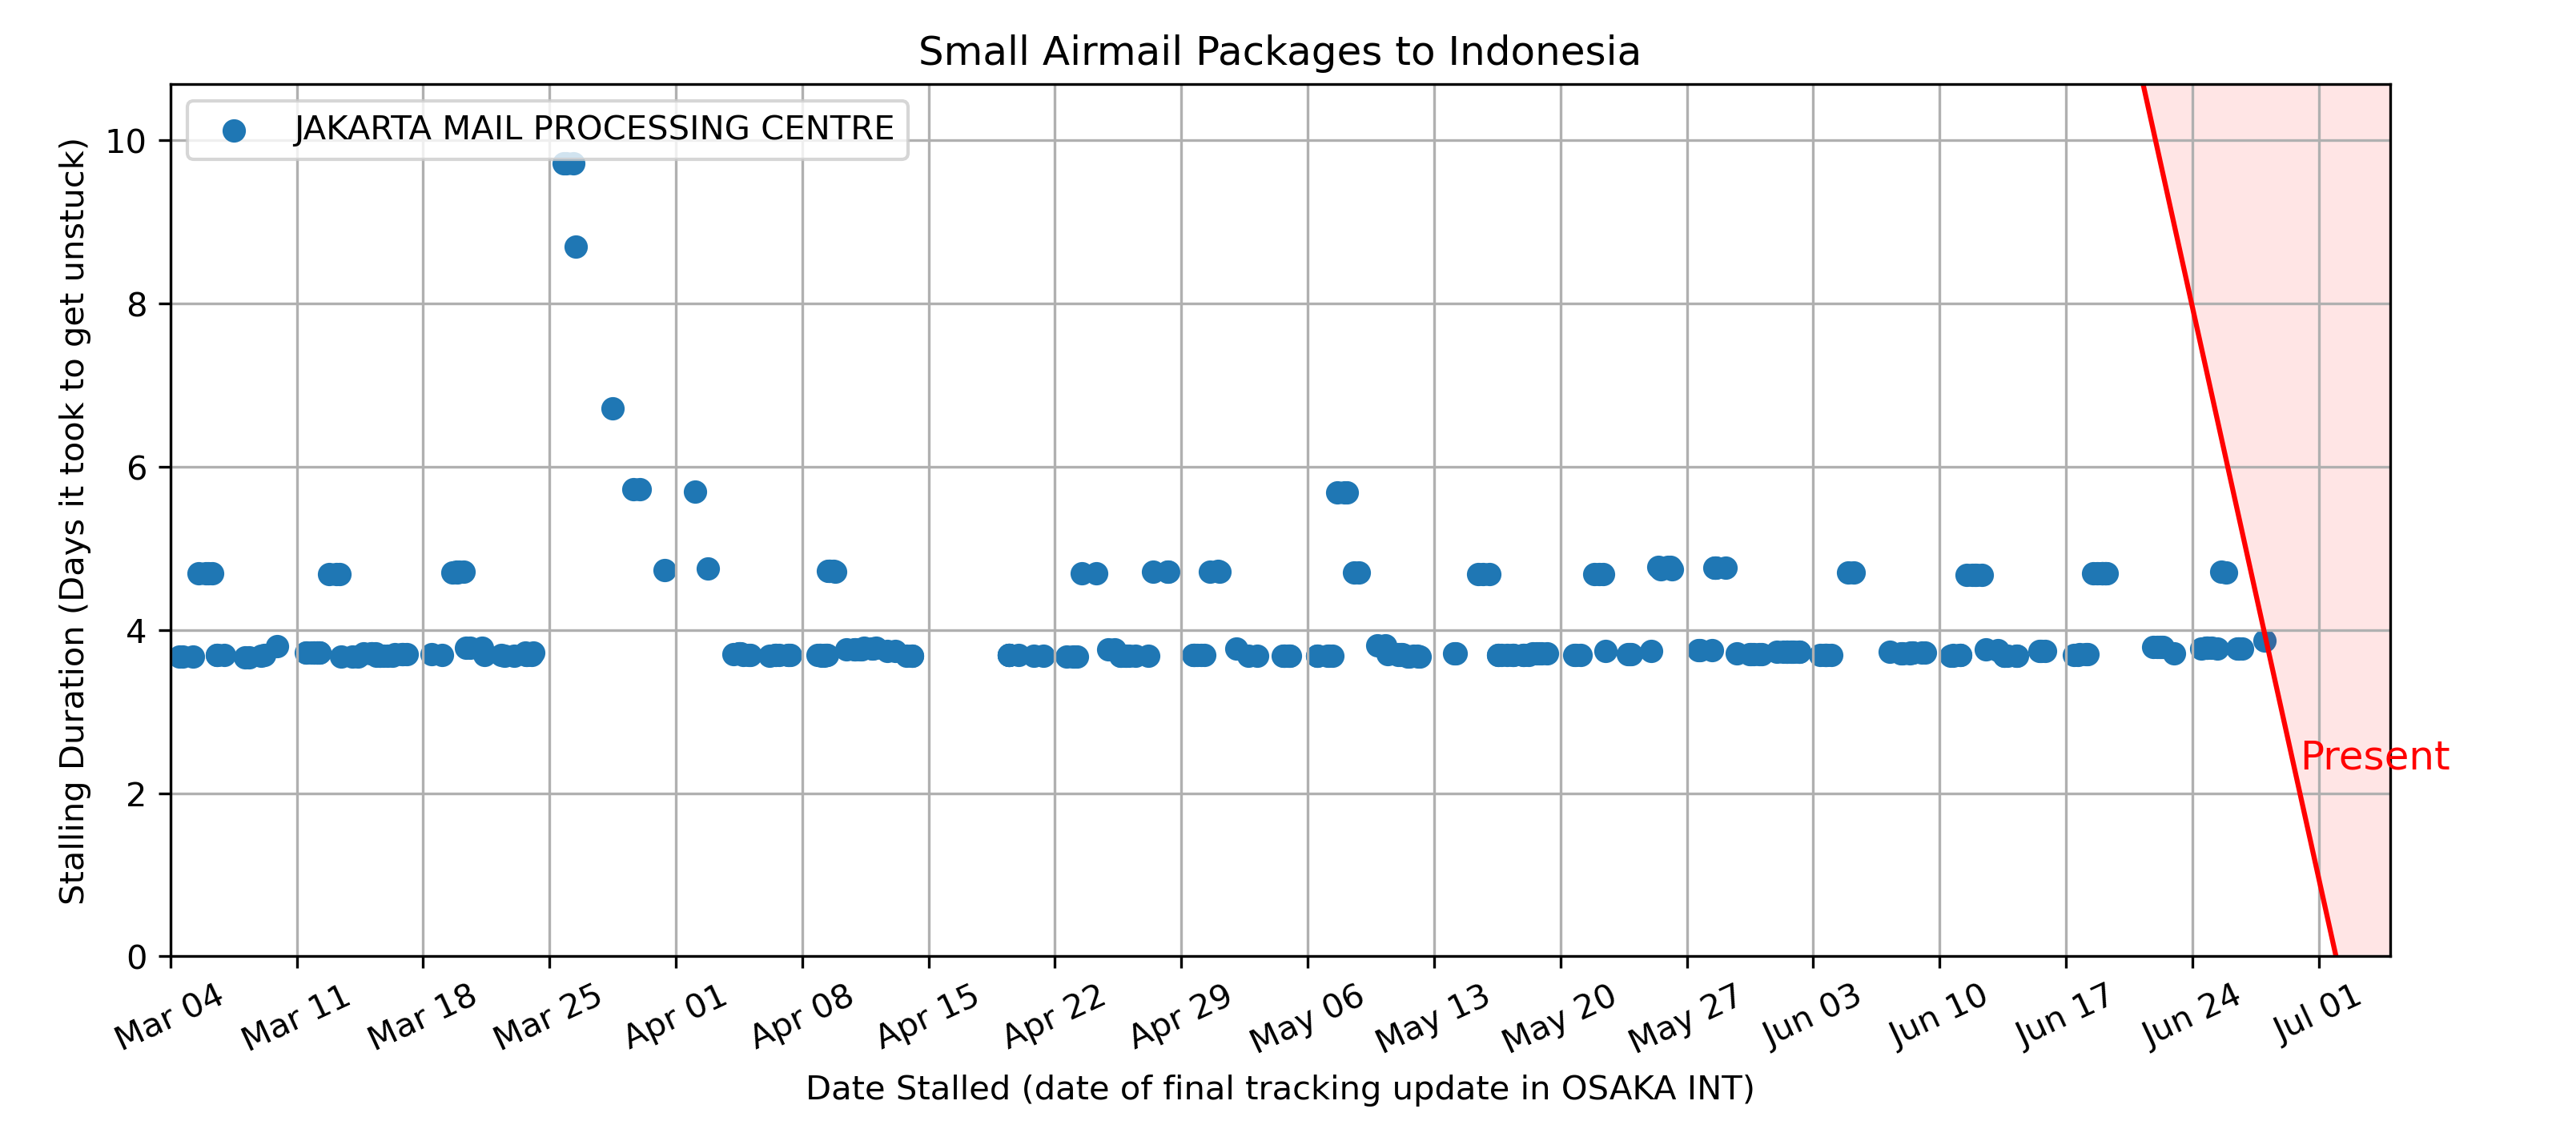 Small Airmail Packages to Indonesia
JAKARTA MAIL PROCESSING CENTRE
Stalling Duration (Days it took to get unstuck)
10
8
6
4
2
0
Present
Mar 04
Mar 11
Mar 18
Mar 25
Apr 01
Apr 08
Apr 15
Apr 22
Apr 29
May 06
May 13
May 20
May 27
Jun 03
Jun 10
Jun 17
Jun 24
Jul 01
Date Stalled (date of final tracking update in OSAKA INT)